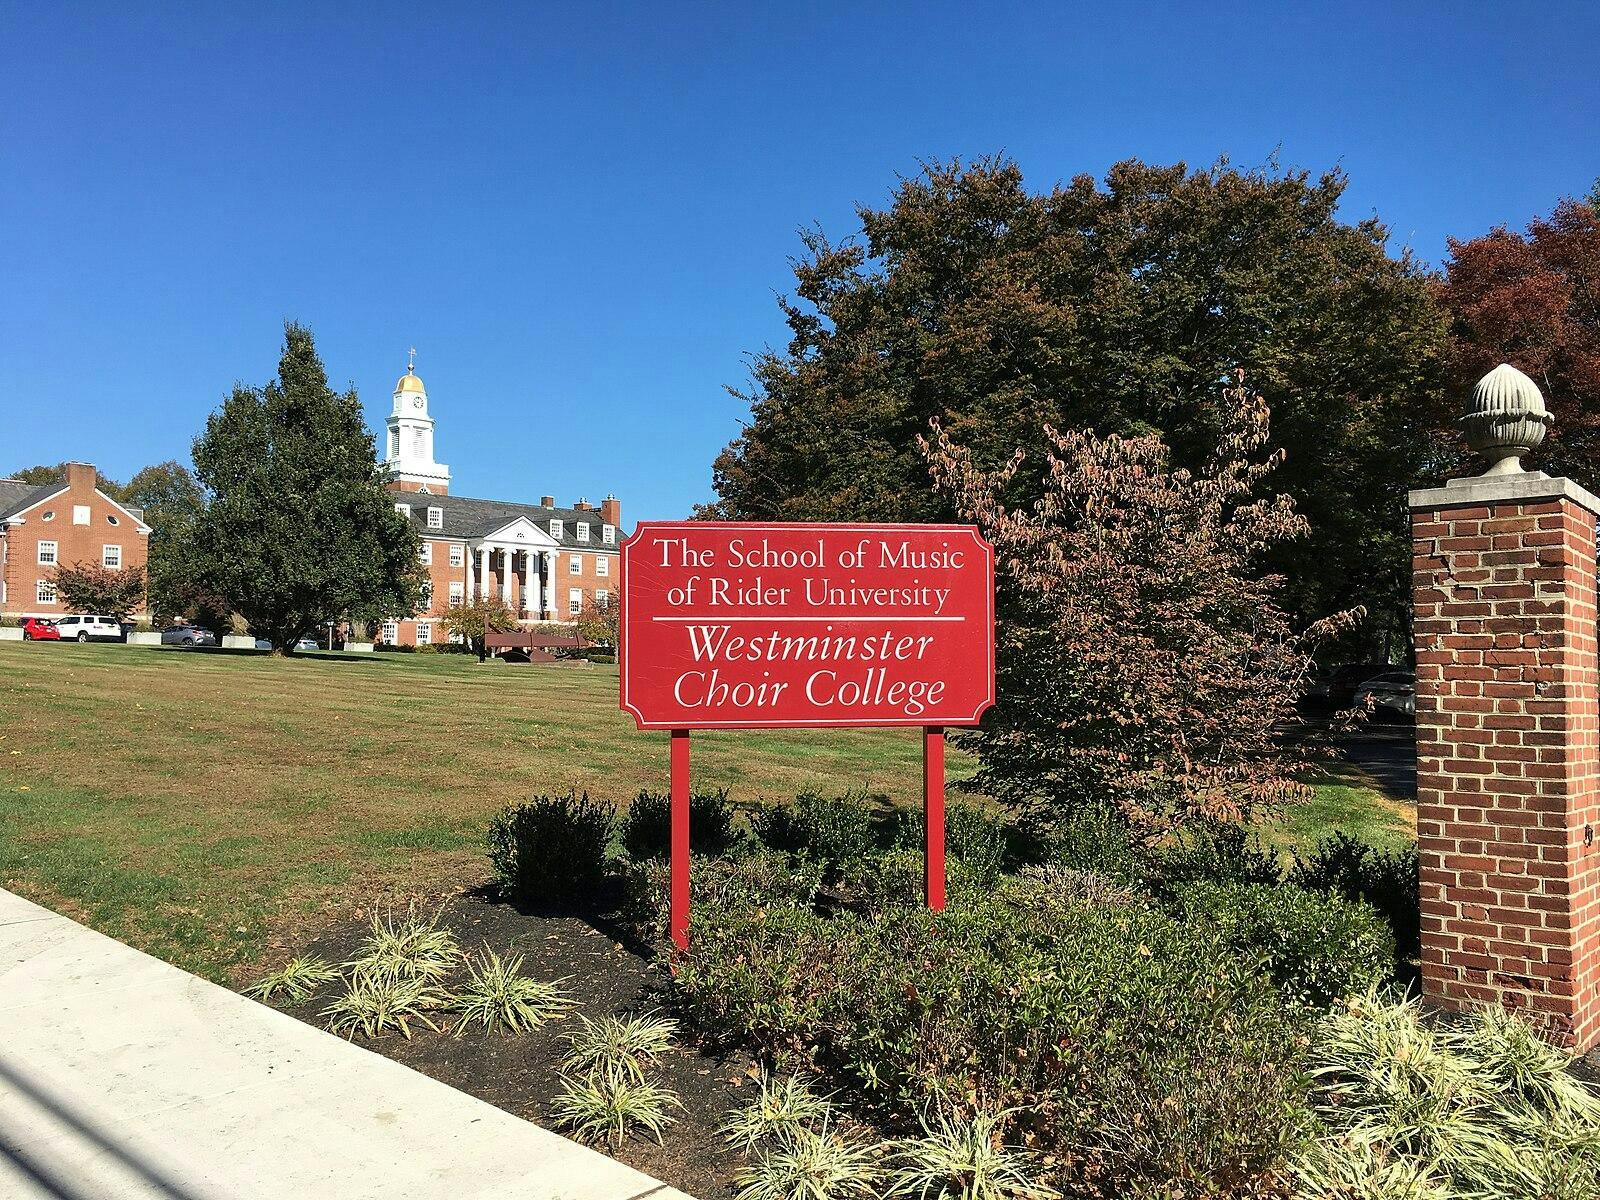 The School of Music
of Rider University
Westminster
Choir College